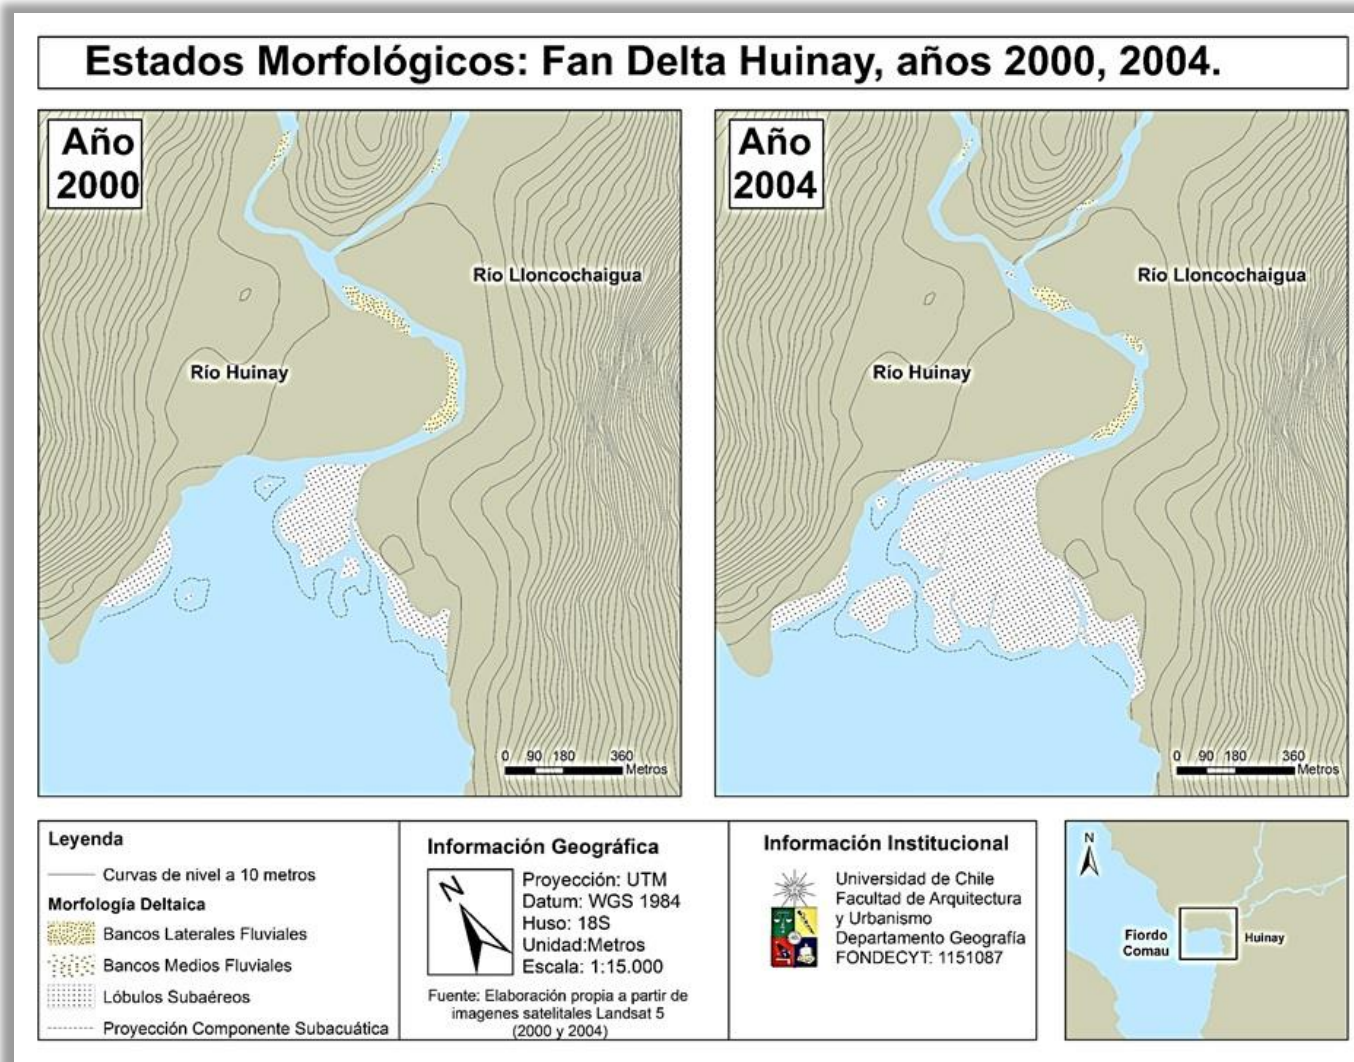 Estados Morfológicos: Fan Delta Huinay, años 2000, 2004.
Año
2000
Río Lloncochaigua
Río Huinay
0 90 180 360
Metros
Año
2004
Río Lloncochaigua
Río Huinay
0 90 180 360
Metros
Leyenda
Curvas de nivel a 10 metros
Morfología Deltaica
Bancos Laterales Fluviales
Bancos Medios Fluviales
Lóbulos Subaéreos
Proyección Componente Subacuática
Información Geográfica
N
Proyección: UTM
Datum: WGS 1984
Huso: 18S
Unidad:Metros
Escala: 1:15.000
Fuente: Elaboración propia a partir de
imagenes satelitales Landsat 5
(2000 y 2004)
Información Institucional
Universidad de Chile
Facultad de Arquitectura
y Urbanismo
Departamento Geografía
FONDECYT: 1151087
N
Fiordo
Comau
Huinay